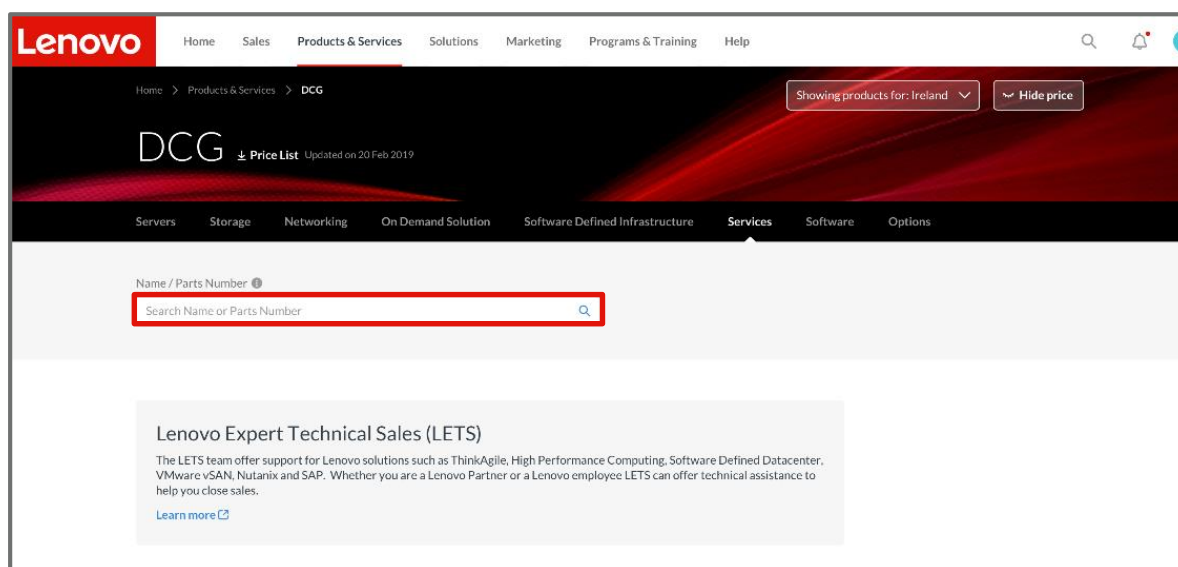 Lenovo
Home Sales Products & Services Solutions Marketing Programs & Training Help
Home > Products & Services > DCG
Showing products for: Ireland
Hide price
DCG Price List Updated on 20 Feb 2019
Servers Storage Networking On Demand Solution Software Defined Infrastructure Services Software Options
Name / Parts Number
Search Name or Parts Number
Lenovo Expert Technical Sales (LETS)
The LETS team offer support for Lenovo solutions such as ThinkAgile, High Performance Computing, Software Defined Datacenter,
VMware vSAN, Nutanix and SAP. Whether you are a Lenovo Partner or a Lenovo employee LETS can offer technical assistance to
help you close sales.
Learn more